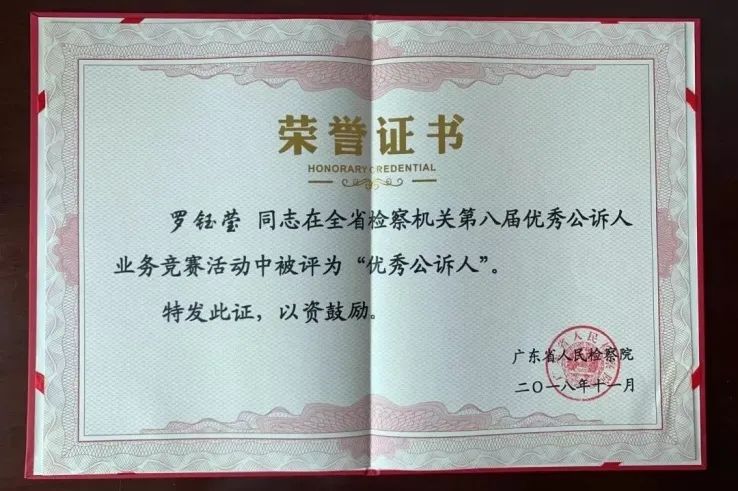 荣誉证书
HONORARY CREDENTIAL
罗钰莹 同志在全省检察机关第八届优秀公诉人
业务竞赛活动中被评为“优秀公诉人”。
特发此证，以资鼓励。
广东省人民检察院
二〇一八年十一月